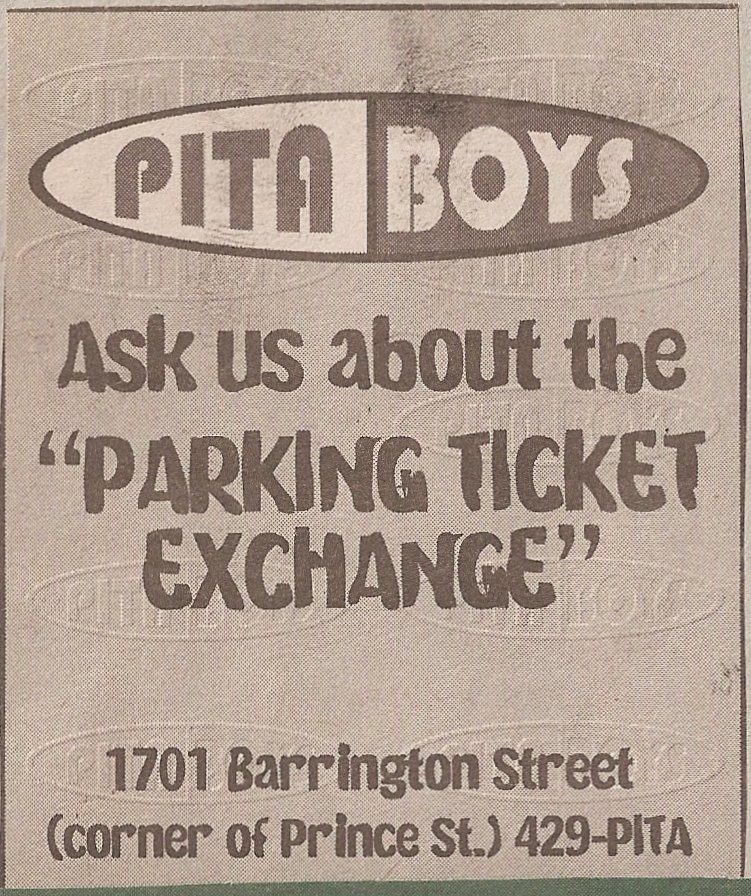 PITA BOYS
Ask us about the
“PARKING TICKET
EXCHANGE”
1701 Barrington Street
(corner of Prince St.) 429-PITA